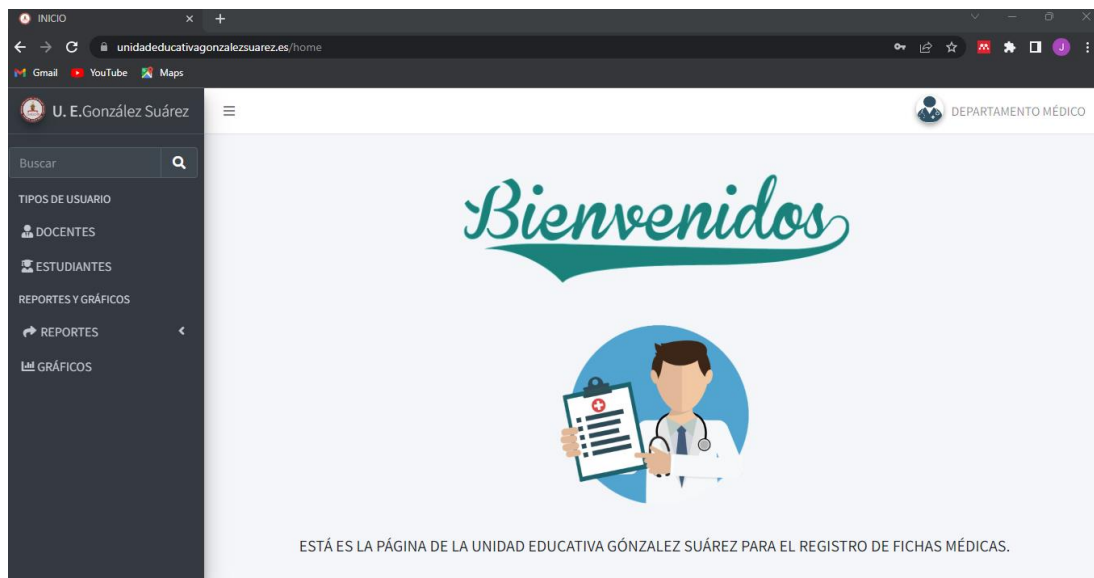 INICIO
unidadeducativagonzalezsuarez.es/home
Gmail YouTube Maps
J
U. E.González Suárez
DEPARTAMENTO MÉDICO
Buscar
TIPOS DE USUARIO
DOCENTES
ESTUDIANTES
REPORTES Y GRÁFICOS
REPORTES
GRÁFICOS
Bienvenidos
ESTÁ ES LA PÁGINA DE LA UNIDAD EDUCATIVA GÓNZALEZ SUÁREZ PARA EL REGISTRO DE FICHAS MÉDICAS.